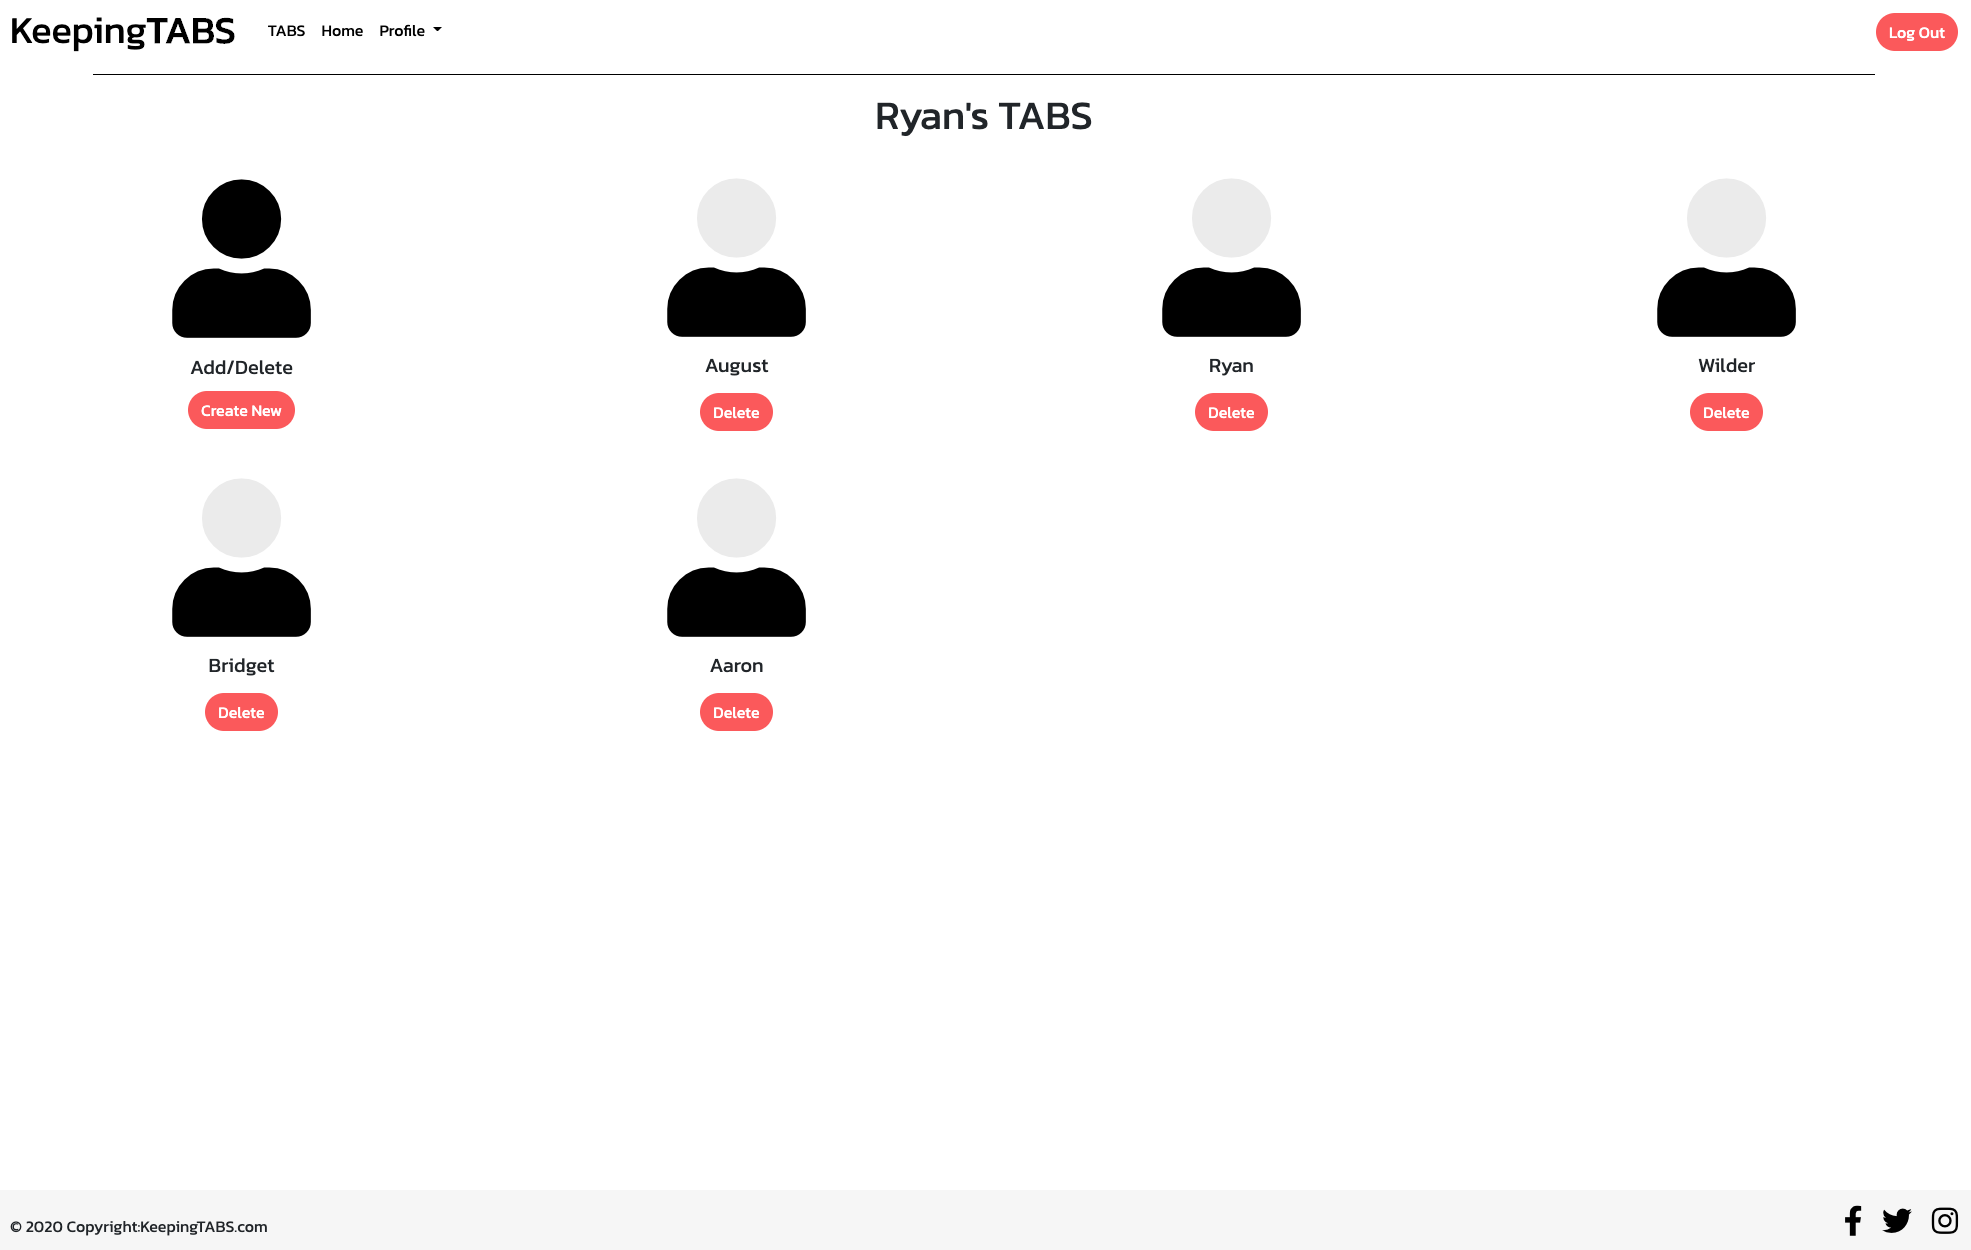 KeepingTABS TABS Home Profile Log Out
Ryan's TABS
Add/Delete August Ryan Wilder
Create New Delete Delete Delete
Bridget Aaron
Delete Delete
© 2020 Copyright:KeepingTABS.com